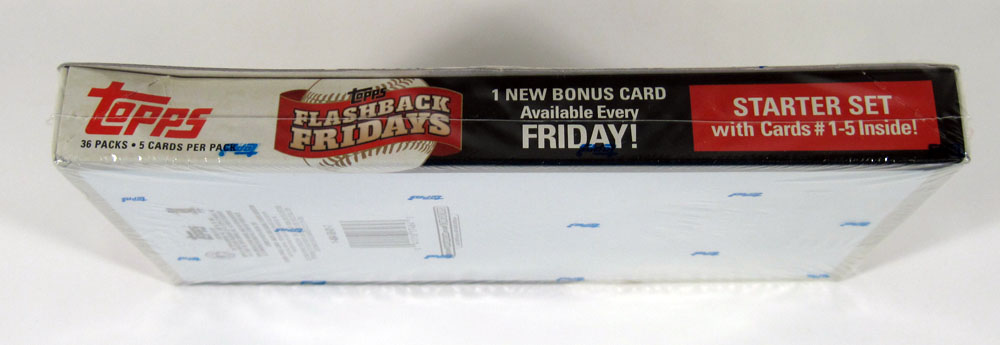 Topps
36 PACKS • 5 CARDS PER PACK
Topps
FLASHBACK
FRIDAYS
1 NEW BONUS CARD
Available Every
FRIDAY!
STARTER SET
with Cards #1-5 Inside!